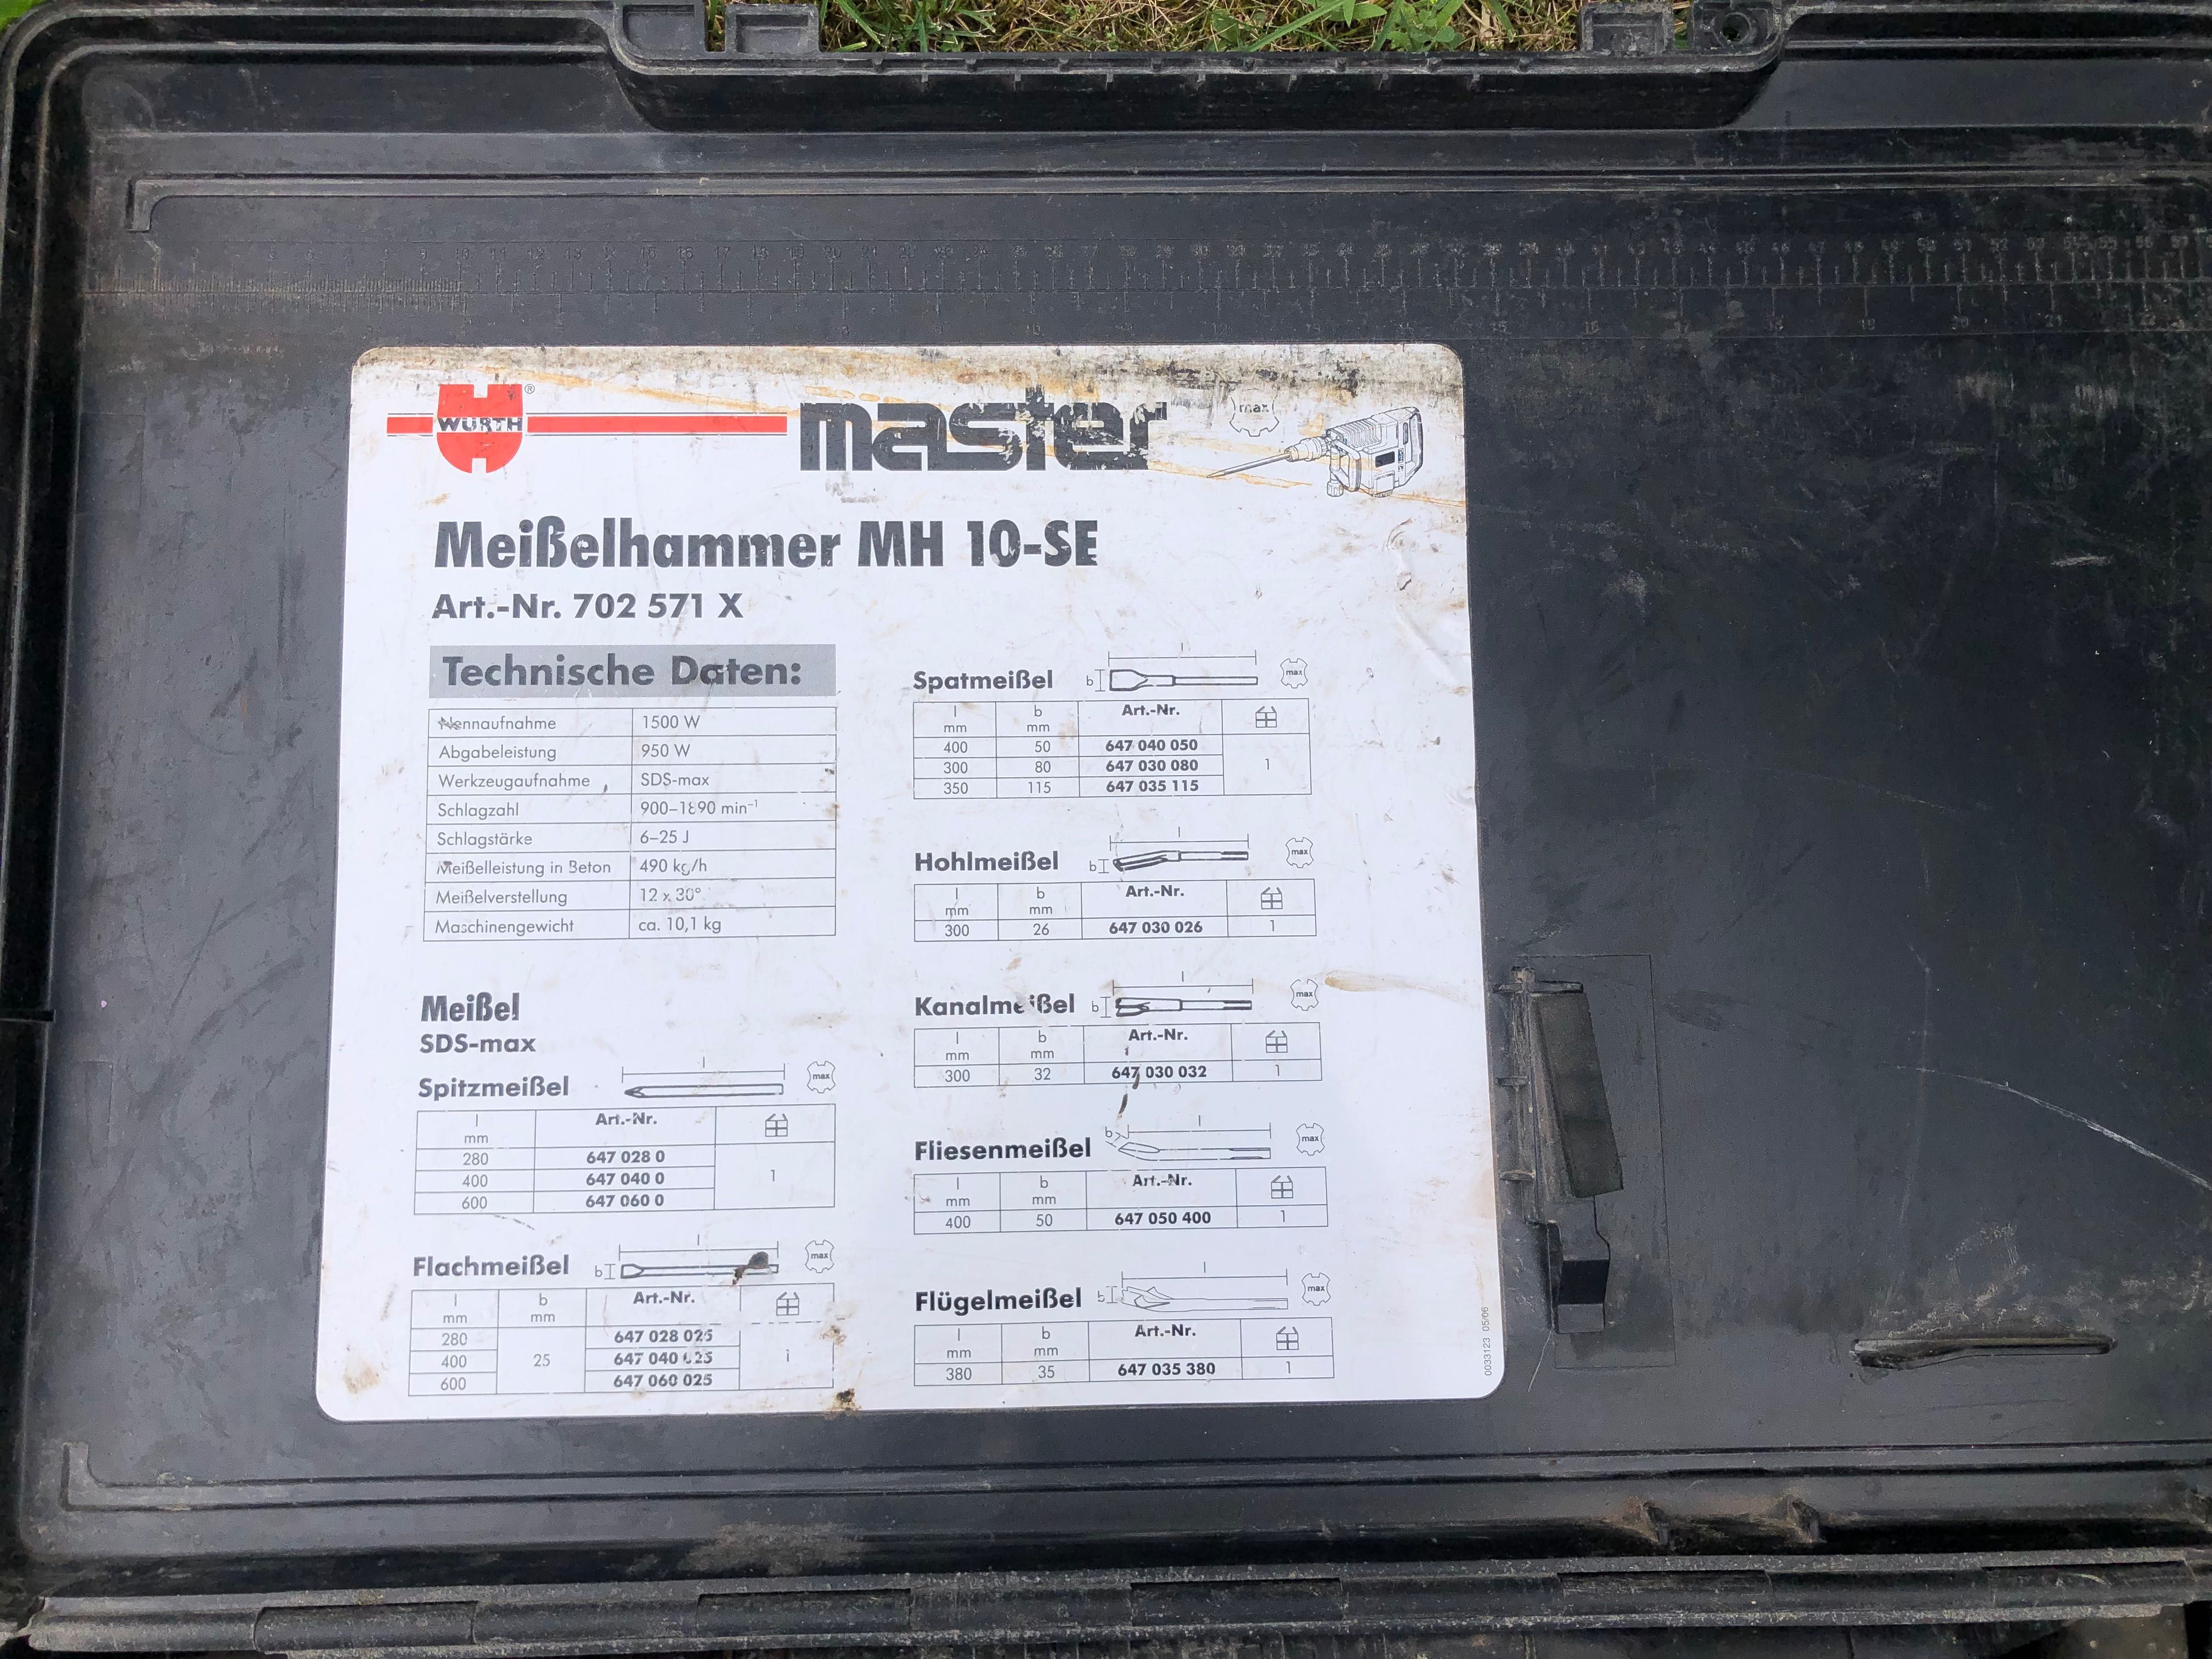 WÜRTH ®
master
max
Meißelhammer MH 10-SE
Art.-Nr. 702 571 X
Technische Daten:
Nennaufnahme 1500 W
Abgabeleistung 950 W
Werkzeugaufnahme SDS-max
Schlagzahl 900–1890 min⁻¹
Schlagstärke 6–25 J
Meißelleistung in Beton 490 kg/h
Meißelverstellung 12 x 30°
Maschinengewicht ca. 10,1 kg
Meißel
SDS-max
Spitzmeißel l max
l Art.-Nr.
mm
280 647 028 0
400 647 040 0 1
600 647 060 0
Flachmeißel b l max
l b Art.-Nr.
mm mm
280 647 028 025
400 25 647 040 025 1
600 647 060 025
Spatmeißel b l max
l b Art.-Nr.
mm mm
400 50 647 040 050
300 80 647 030 080 1
350 115 647 035 115
Hohlmeißel b l max
l b Art.-Nr.
mm mm
300 26 647 030 026 1
Kanalmeißel b l max
l b Art.-Nr.
mm mm
300 32 647 030 032 1
Fliesenmeißel b l max
l b Art.-Nr.
mm mm
400 50 647 050 400 1
Flügelmeißel b l max
l b Art.-Nr.
mm mm
380 35 647 035 380 1
0033123 05/06